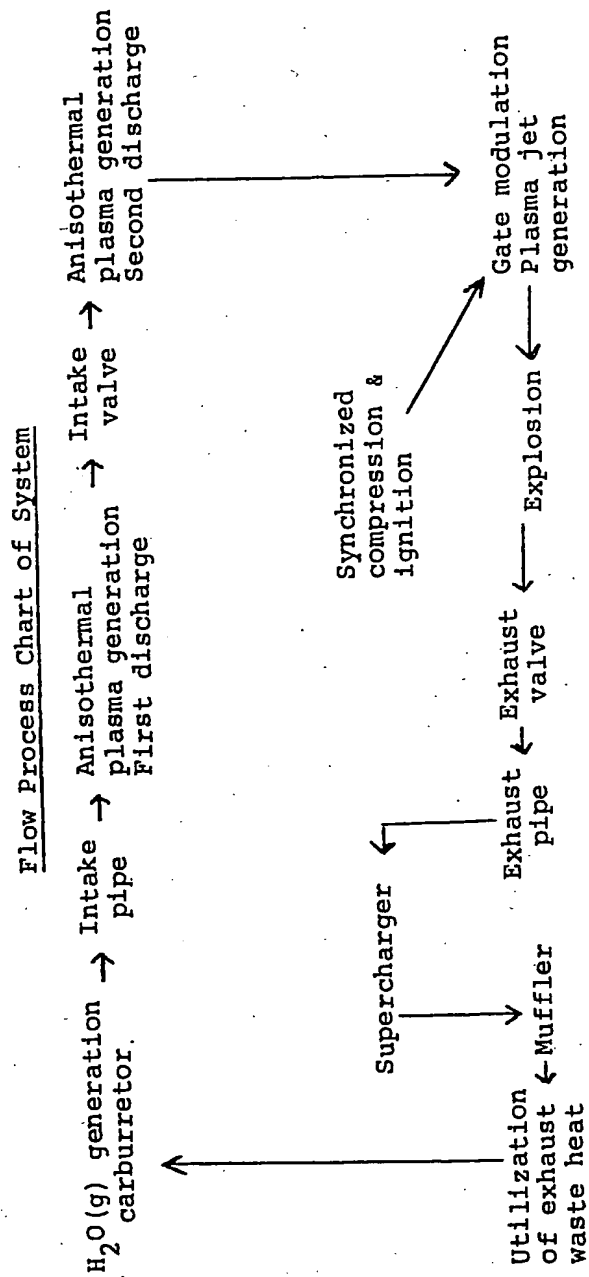 Flow Process Chart of System
H₂O(g) generation → Intake → Anisothermal → Intake → Anisothermal
carburretor. pipe plasma generation valve plasma generation
First discharge Second discharge
Synchronized
compression &
ignition
Supercharger
Utilization ← Muffler Exhaust ← Exhaust ← Explosion ← Gate modulation
of exhaust pipe valve Plasma jet
waste heat generation